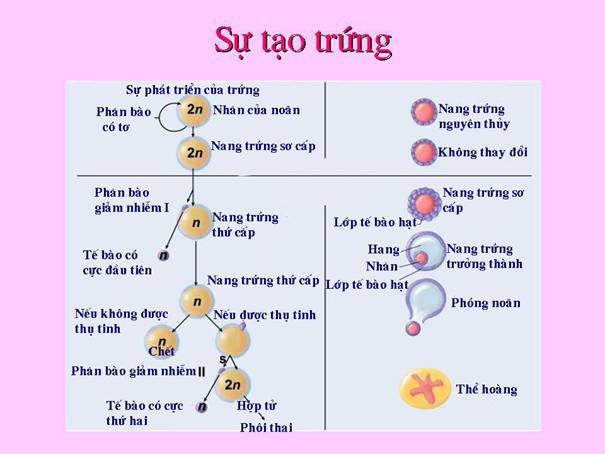 Sự tạo trứng
Sự phát triển của trứng
Phân bào
có tơ
2n
Nhân của noãn
2n
Nang trứng sơ cấp
Phân bào
giảm nhiễm I
n
Nang trứng
thứ cấp
Tế bào có
cực đầu tiên
n
Nang trứng thứ cấp
n
Nếu không được
thụ tinh
Nếu được thụ tinh
n
Chết
s
Phân bào giảm nhiễm II
2n
Tế bào có cực
thứ hai
n
Hợp tử
Phôi thai
Nang trứng
nguyên thủy
Không thay đổi
Nang trứng sơ
cấp
Lớp tế bào hạt
Hang
Nhân
Nang trứng
trưởng thành
Lớp tế bào hạt
Phóng noãn
Thể hoàng